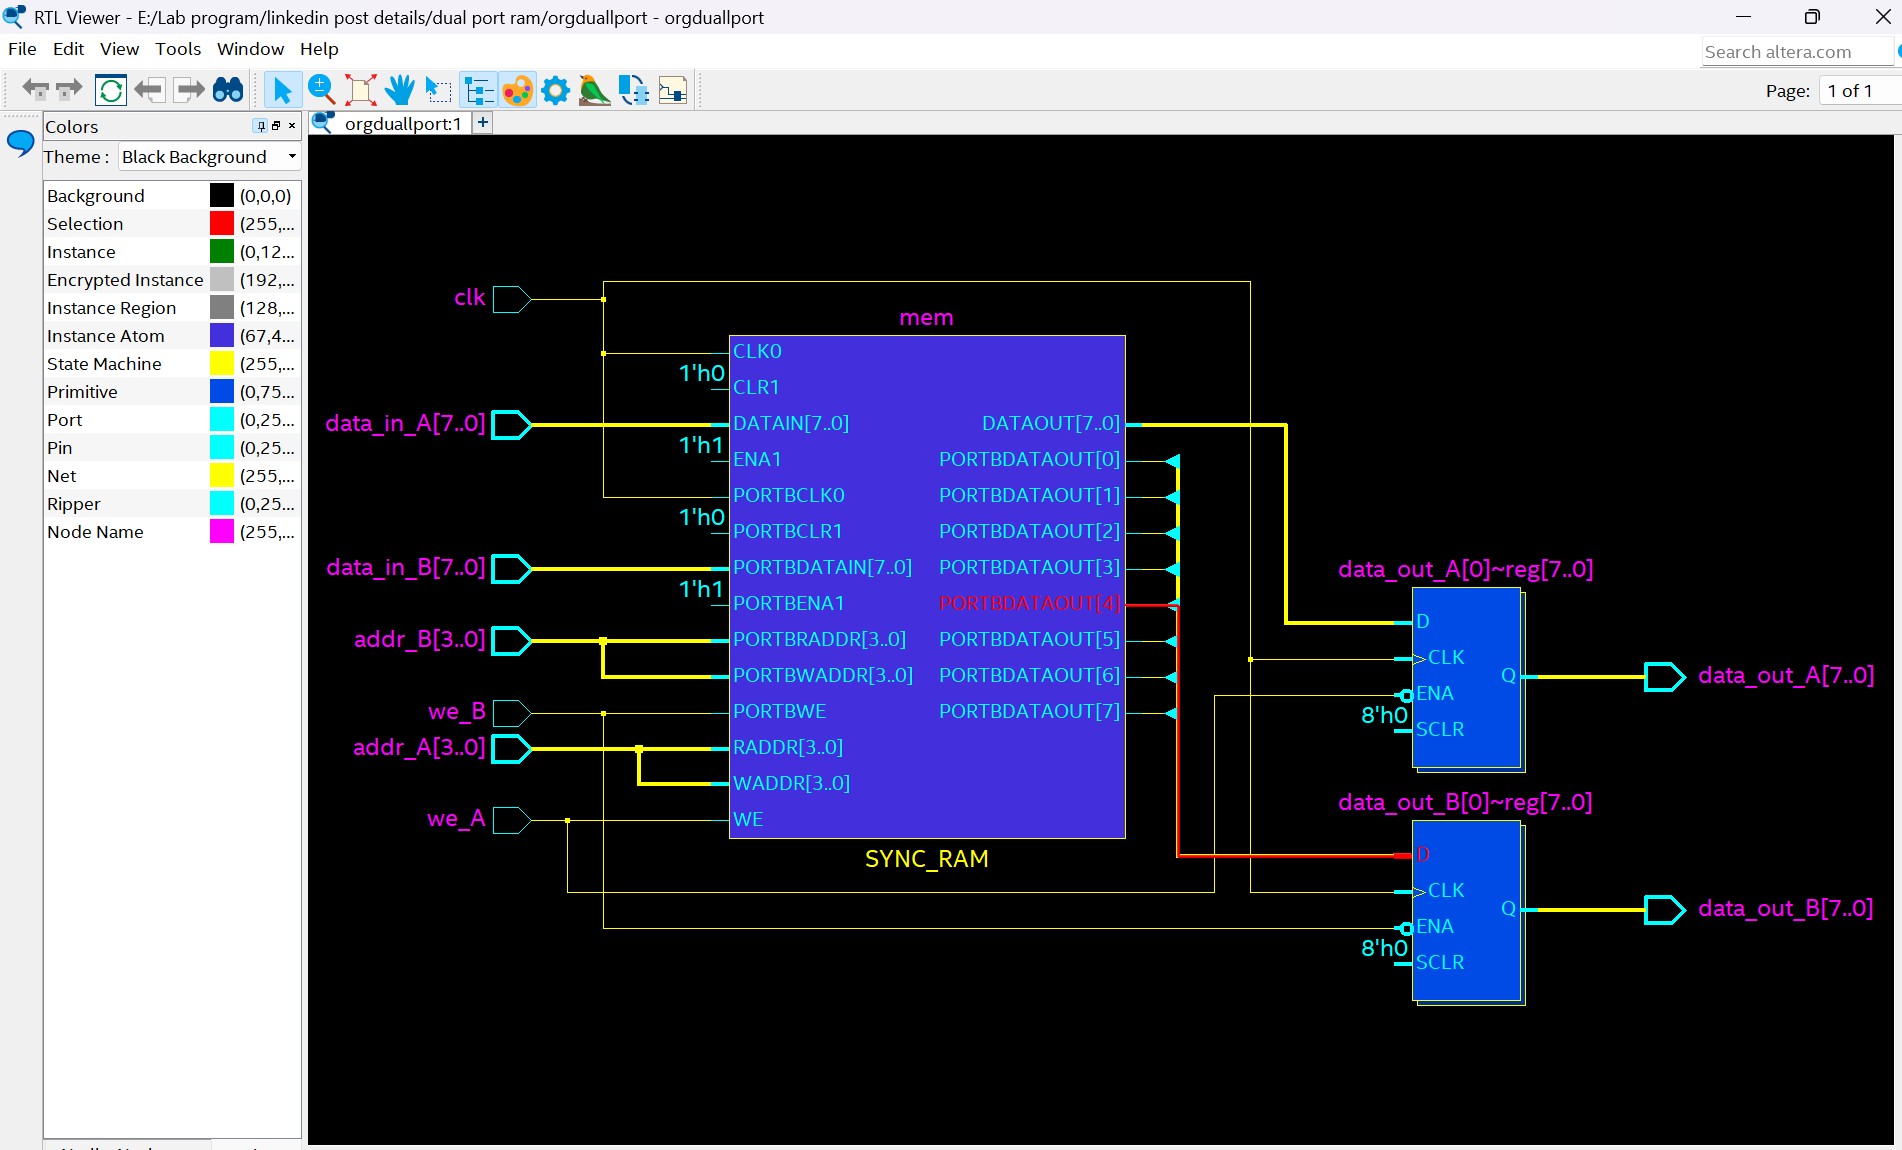 RTL Viewer - E:/Lab program/linkedin post details/dual port ram/orgduallport - orgduallport
File Edit View Tools Window Help
Search altera.com
Page: 1 of 1
Colors
orgduallport:1
Theme : Black Background
Background (0,0,0)
Selection (255,...
Instance (0,12...
Encrypted Instance (192,...
Instance Region (128,...
Instance Atom (67,4...
State Machine (255,...
Primitive (0,75...
Port (0,25...
Pin (0,25...
Net (255,...
Ripper (0,25...
Node Name (255,...
clk
data_in_A[7..0]
data_in_B[7..0]
addr_B[3..0]
we_B
addr_A[3..0]
we_A
mem
CLK0
1'h0
CLR1
DATAIN[7..0]
1'h1
ENA1
PORTBCLK0
1'h0
PORTBCLR1
PORTBDATAIN[7..0]
1'h1
PORTBENA1
PORTBRADDR[3..0]
PORTBWADDR[3..0]
PORTBWE
RADDR[3..0]
WADDR[3..0]
WE
DATAOUT[7..0]
PORTBDATAOUT[0]
PORTBDATAOUT[1]
PORTBDATAOUT[2]
PORTBDATAOUT[3]
PORTBDATAOUT[4]
PORTBDATAOUT[5]
PORTBDATAOUT[6]
PORTBDATAOUT[7]
SYNC_RAM
data_out_A[0]~reg[7..0]
D
CLK
ENA
8'h0
SCLR
Q
data_out_A[7..0]
data_out_B[0]~reg[7..0]
D
CLK
ENA
8'h0
SCLR
Q
data_out_B[7..0]